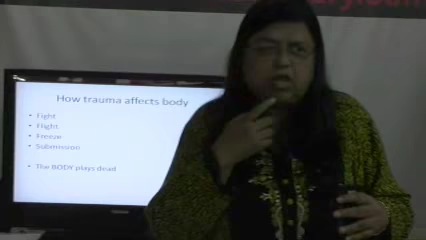 How trauma affects body
• Fight
• Flight
• Freeze
• Submission
• The BODY plays dead